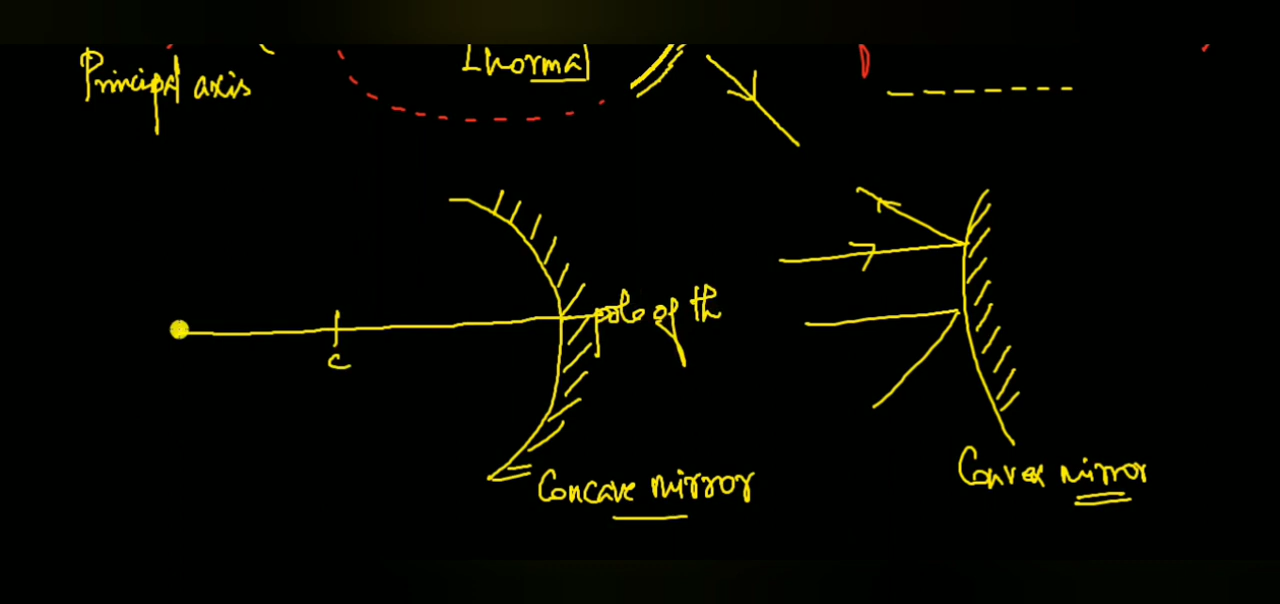 Principal axis
⊥ normal
pole of th
C
Concave mirror
Convex mirror